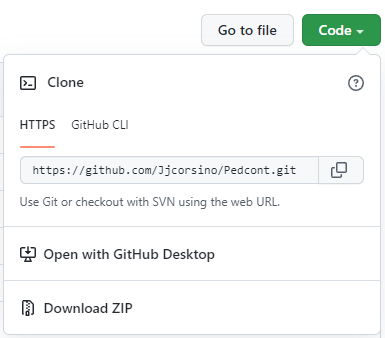 Go to file
Code
Clone
HTTPS
GitHub CLI
https://github.com/Jjcorsino/Pedcont.git
Use Git or checkout with SVN using the web URL.
Open with GitHub Desktop
Download ZIP